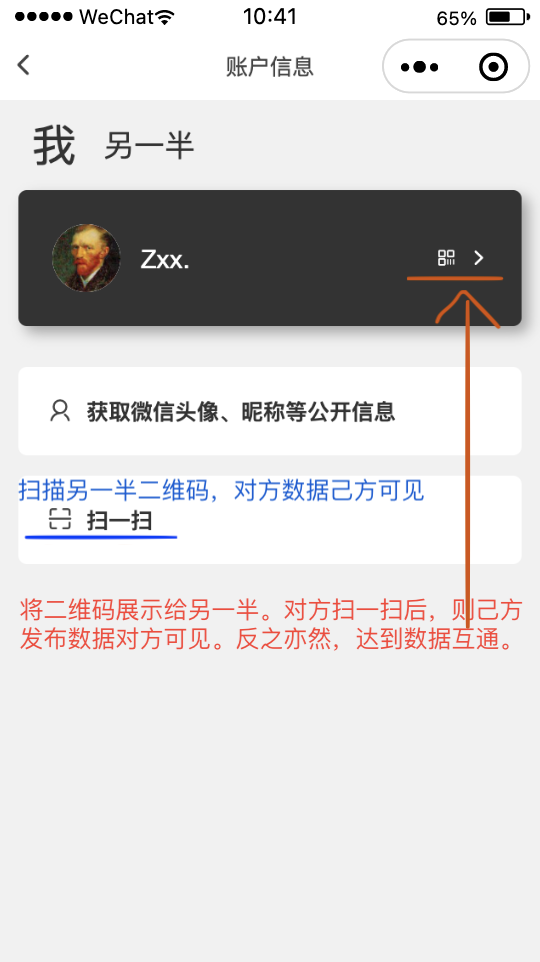 WeChat 10:41 65%
账户信息
我 另一半
Zxx.
获取微信头像、昵称等公开信息
扫描另一半二维码，对方数据己方可见
扫一扫
将二维码展示给另一半。对方扫一扫后，则己方
发布数据对方可见。反之亦然，达到数据互通。